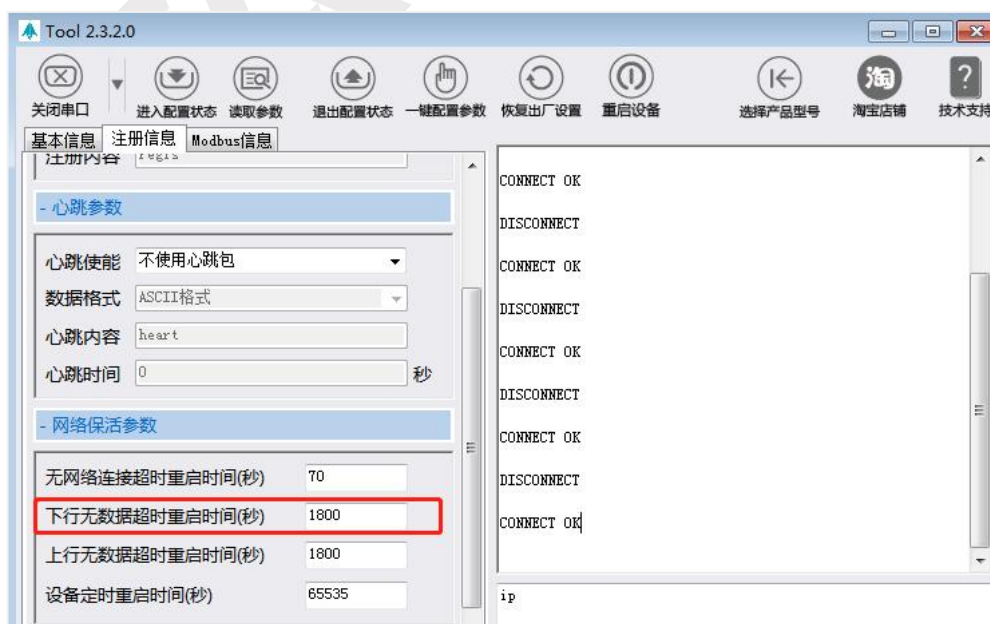 Tool 2.3.2.0
关闭串口 进入配置状态 读取参数 退出配置状态 一键配置参数 恢复出厂设置 重启设备 选择产品型号 淘宝店铺 技术支持
淘
基本信息 注册信息 Modbus信息
注册内容 regis
- 心跳参数
心跳使能 不使用心跳包
数据格式 ASCII格式
心跳内容 heart
心跳时间 0 秒
- 网络保活参数
无网络连接超时重启时间(秒) 70
下行无数据超时重启时间(秒) 1800
上行无数据超时重启时间(秒) 1800
设备定时重启时间(秒) 65535
CONNECT OK
DISCONNECT
CONNECT OK
DISCONNECT
CONNECT OK
DISCONNECT
CONNECT OK
DISCONNECT
CONNECT OK
ip